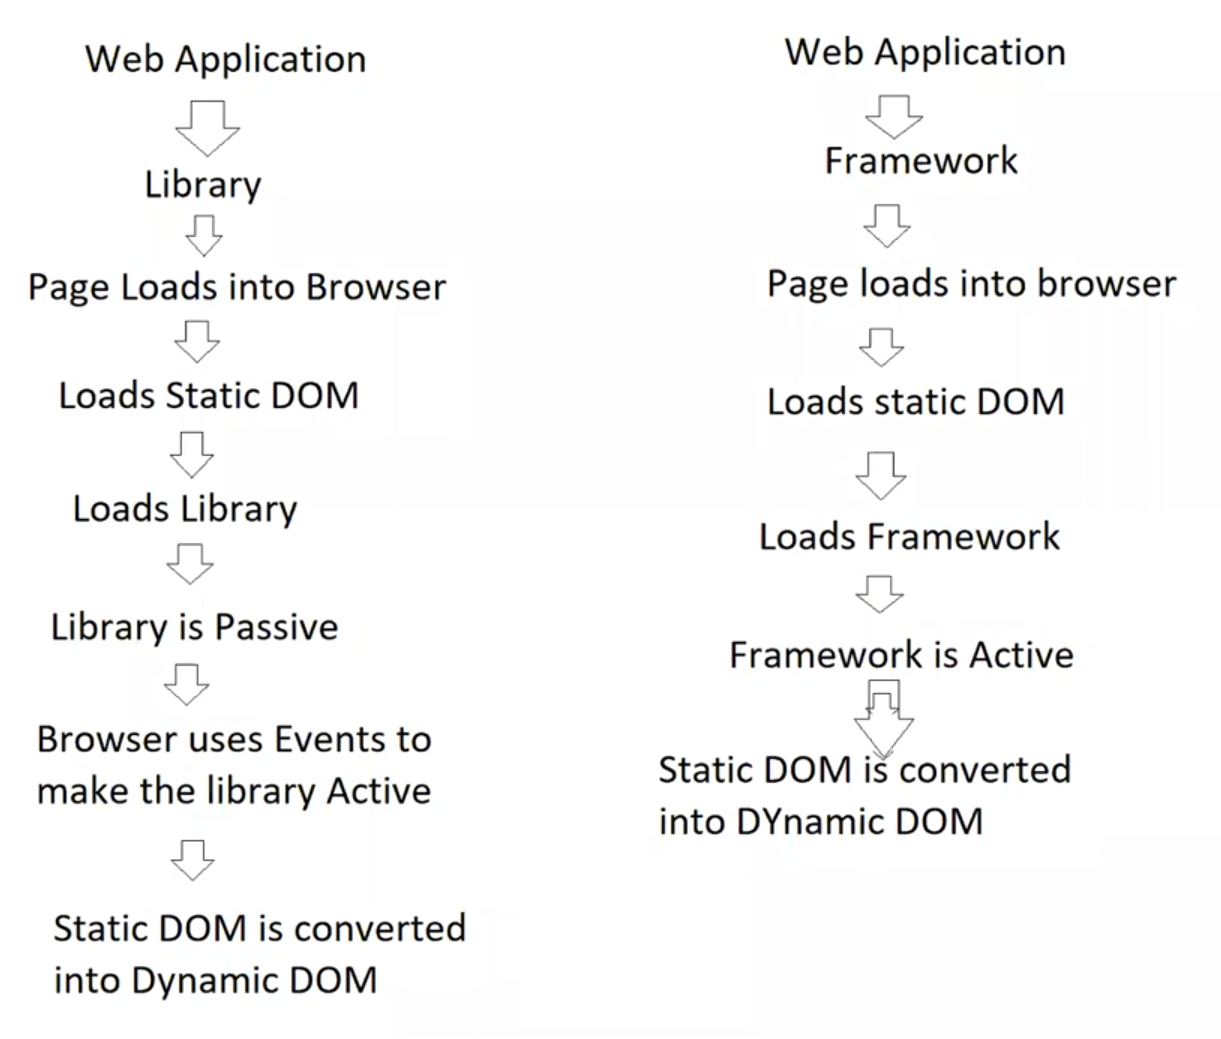 Web Application
Library
Page Loads into Browser
Loads Static DOM
Loads Library
Library is Passive
Browser uses Events to
make the library Active
Static DOM is converted
into Dynamic DOM
Web Application
Framework
Page loads into browser
Loads static DOM
Loads Framework
Framework is Active
Static DOM is converted
into DYnamic DOM